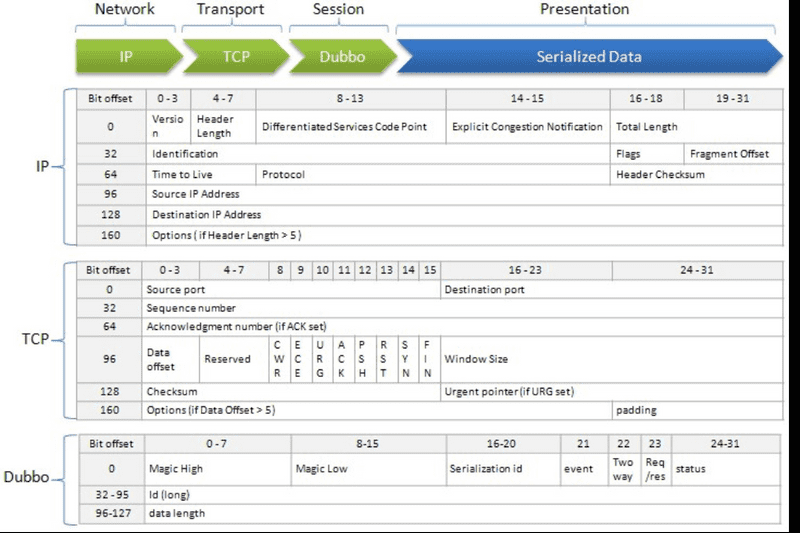 Network Transport Session Presentation
IP TCP Dubbo Serialized Data
Bit offset 0 - 3 4 - 7 8 - 13 14 - 15 16 - 18 19 - 31
0 Versio
n Header
Length Differentiated Services Code Point Explicit Congestion Notification Total Length
32 Identification Flags Fragment Offset
IP
64 Time to Live Protocol Header Checksum
96 Source IP Address
128 Destination IP Address
160 Options ( if Header Length > 5 )
Bit offset 0 - 3 4 - 7 8 9 10 11 12 13 14 15 16 - 23 24 - 31
0 Source port Destination port
32 Sequence number
64 Acknowledgment number (if ACK set)
TCP
96 Data
offset Reserved CWR ECE URG ACK PSH RST SYN FIN Window Size
128 Checksum Urgent pointer (if URG set)
160 Options (if Data Offset > 5) padding
Bit offset 0 - 7 8-15 16-20 21 22 23 24-31
0 Magic High Magic Low Serialization id event Two
way Req
/res status
Dubbo
32 - 95 Id (long)
96-127 data length